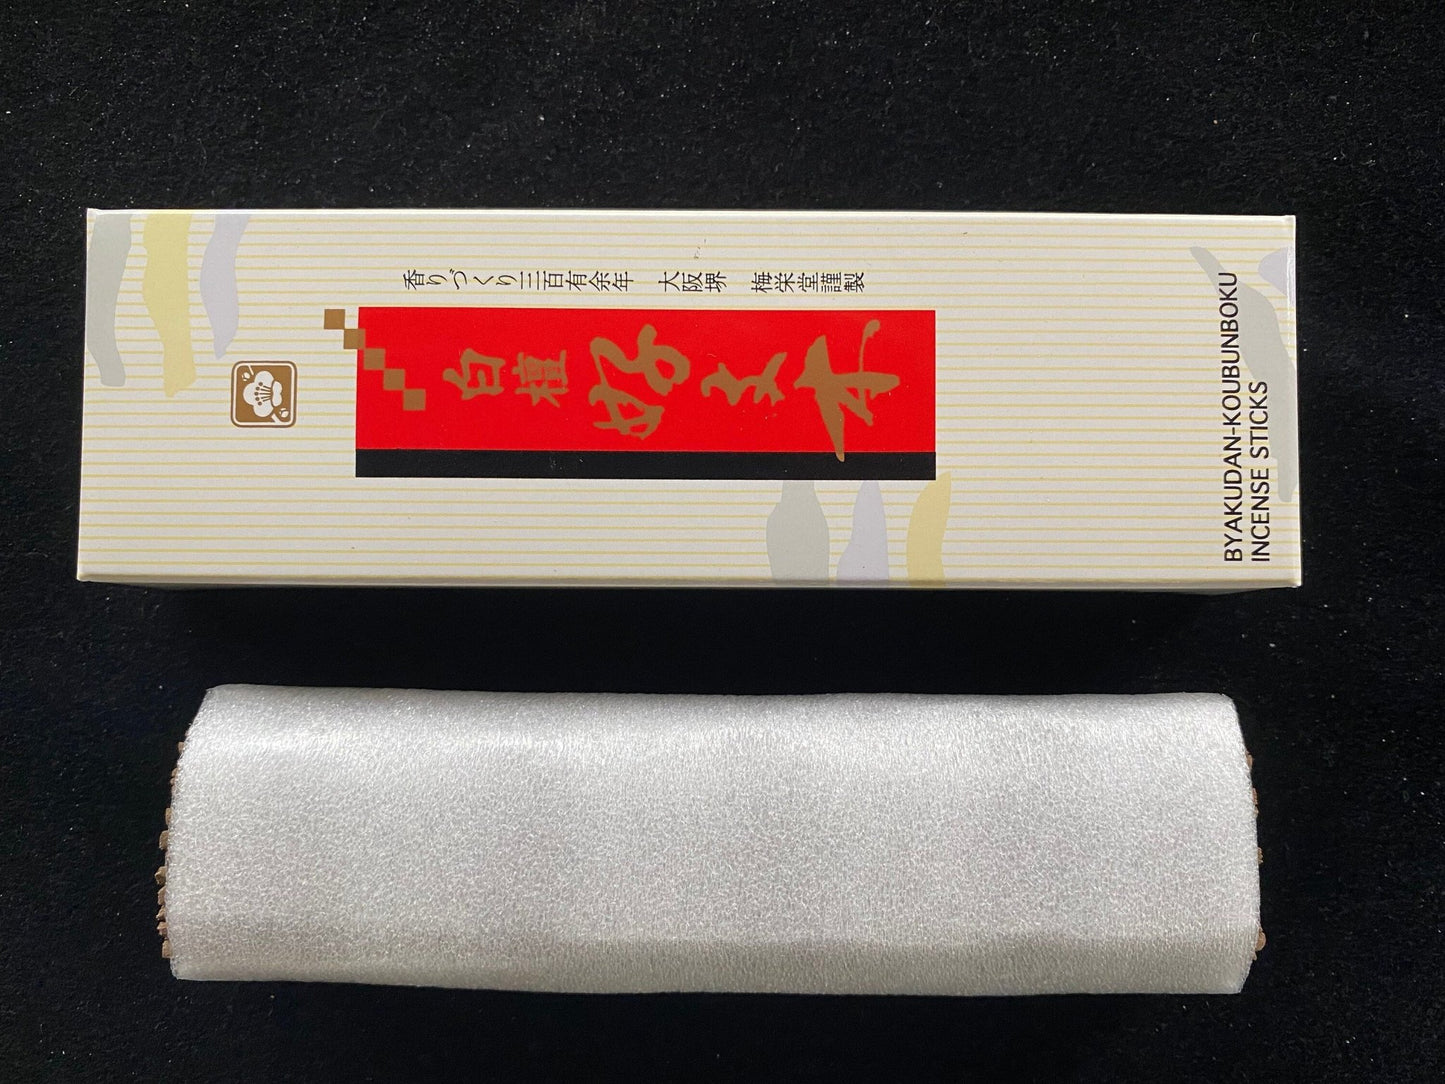 香りづくり三百有余年 大阪堺 梅栄堂謹製
白檀 好文木
BYAKUDAN-KOUBUNBOKU
INCENSE STICKS